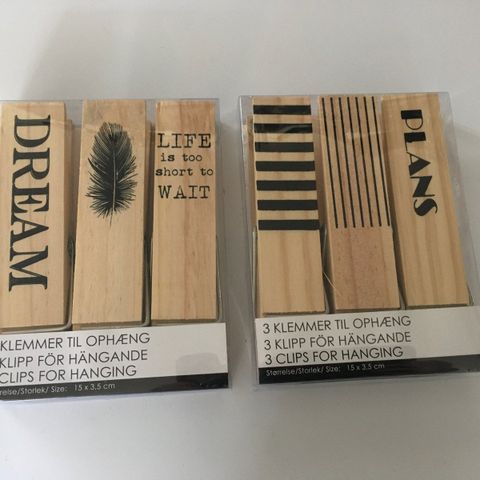 DREAM
LIFE
is too
short to
WAIT
KLEMMER TIL OPHÆNG
KLIPP FÖR HÄNGANDE
CLIPS FOR HANGING
Størrelse/Storlek/ Size: 15 x 3,5 cm
PLANS
3 KLEMMER TIL OPHÆNG
3 KLIPP FÖR HÄNGANDE
3 CLIPS FOR HANGING
Størrelse/Storlek/ Size: 15 x 3,5 cm